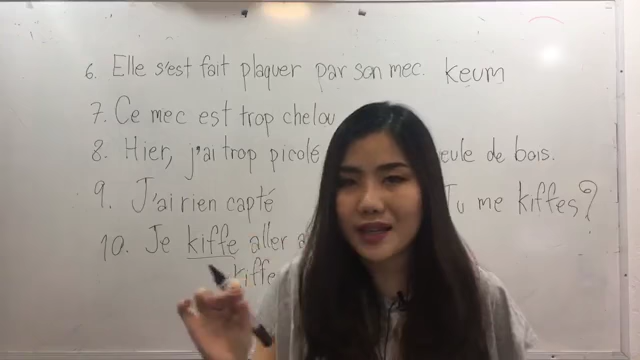 6. Elle s'est fait plaquer par son mec. keum
7. Ce mec est trop chelou
8. Hier, j'ai trop picolé de bois.
9. J'ai rien capté Tu me kiffes?
10. Je kiffe aller
kiffe